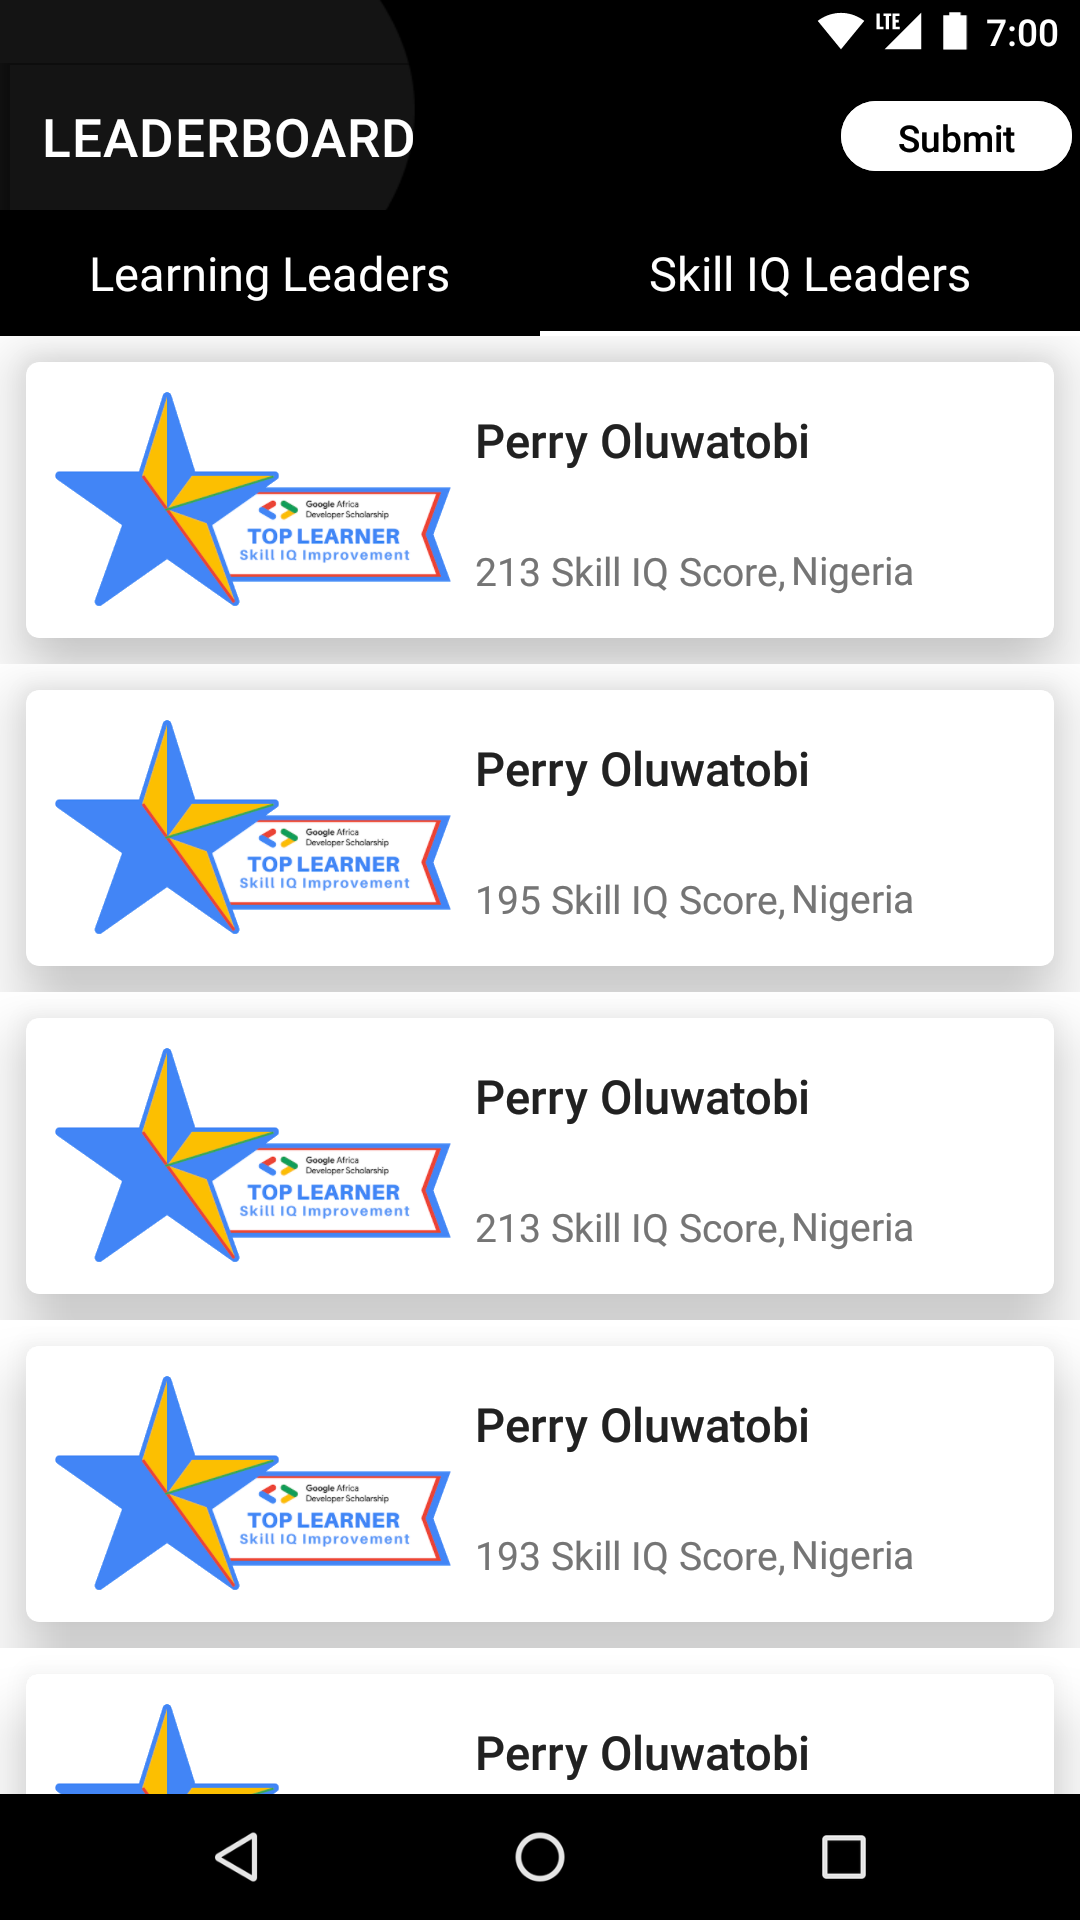 LTE 7:00
LEADERBOARD Submit
Learning Leaders Skill IQ Leaders
Perry Oluwatobi
Google Africa
Developer Scholarship
TOP LEARNER
Skill IQ Improvement
213 Skill IQ Score, Nigeria
Perry Oluwatobi
Google Africa
Developer Scholarship
TOP LEARNER
Skill IQ Improvement
195 Skill IQ Score, Nigeria
Perry Oluwatobi
Google Africa
Developer Scholarship
TOP LEARNER
Skill IQ Improvement
213 Skill IQ Score, Nigeria
Perry Oluwatobi
Google Africa
Developer Scholarship
TOP LEARNER
Skill IQ Improvement
193 Skill IQ Score, Nigeria
Perry Oluwatobi